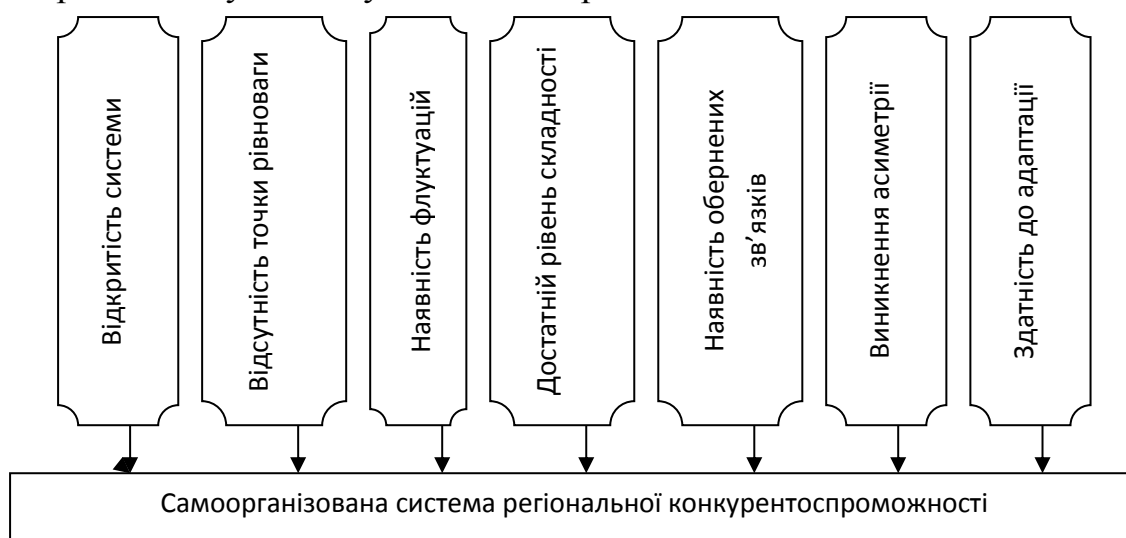 Відкритість системи
Відсутність точки рівноваги
Наявність флуктуацій
Достатній рівень складності
Наявність обернених
зв’язків
Виникнення асиметрії
Здатність до адаптації
Самоорганізована система регіональної конкурентоспроможності